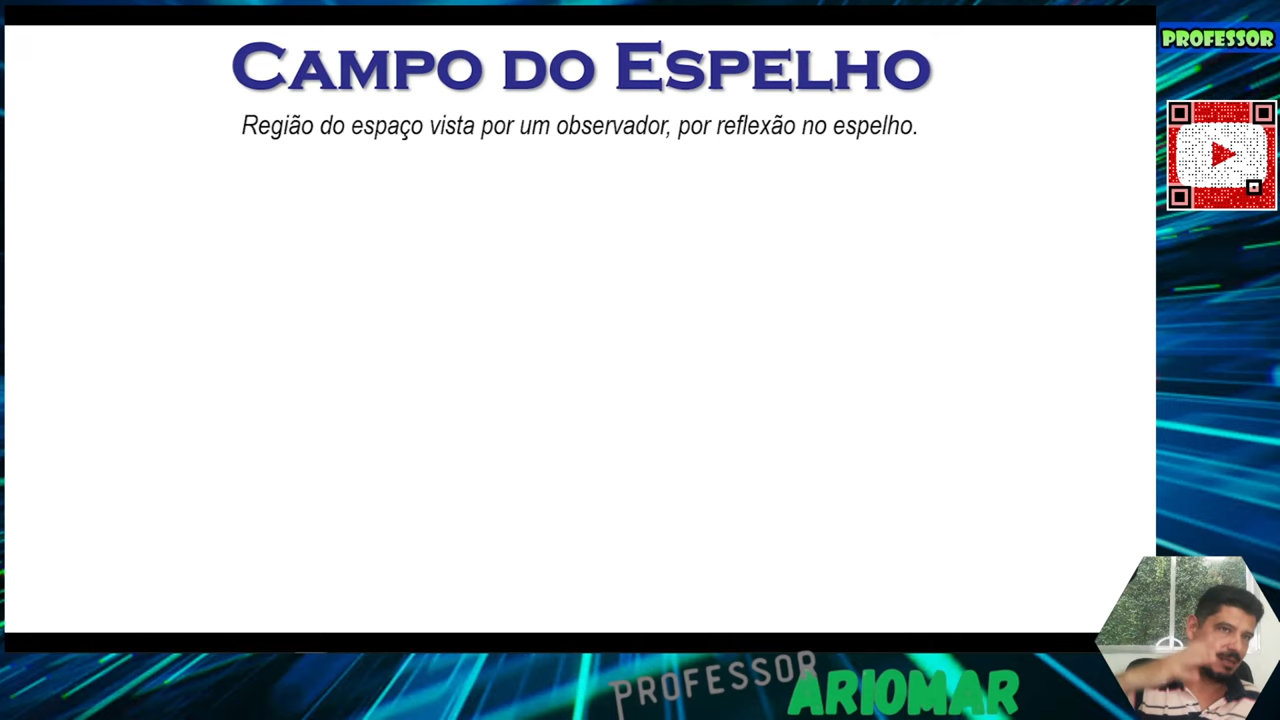 CAMPO DO ESPELHO
Região do espaço vista por um observador, por reflexão no espelho.
PROFESSOR
PROFESSOR
ARIOMAR